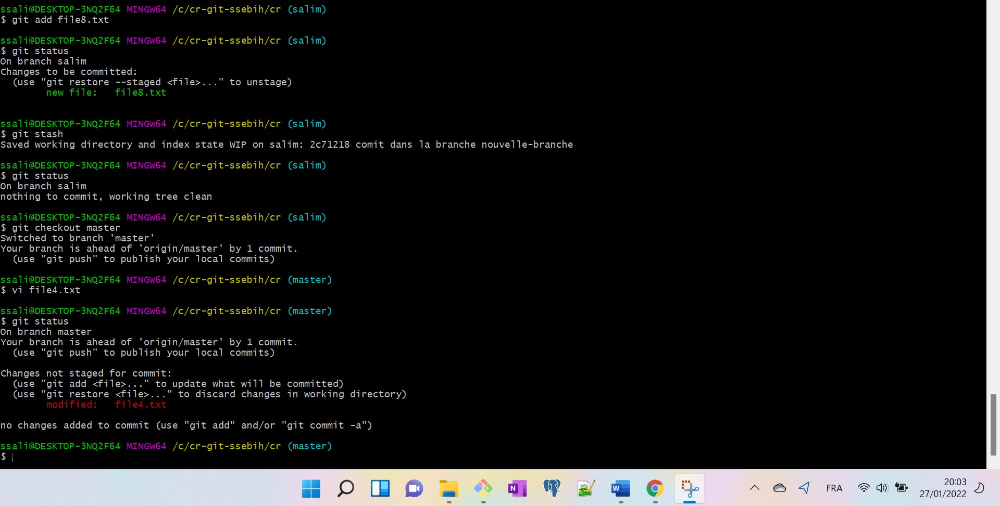 ssali@DESKTOP-3NQ2F64 MINGW64 /c/cr-git-ssebih/cr (salim)
$ git add file8.txt
ssali@DESKTOP-3NQ2F64 MINGW64 /c/cr-git-ssebih/cr (salim)
$ git status
On branch salim
Changes to be committed:
  (use "git restore --staged <file>..." to unstage)
        new file:   file8.txt
ssali@DESKTOP-3NQ2F64 MINGW64 /c/cr-git-ssebih/cr (salim)
$ git stash
Saved working directory and index state WIP on salim: 2c71218 comit dans la branche nouvelle-branche
ssali@DESKTOP-3NQ2F64 MINGW64 /c/cr-git-ssebih/cr (salim)
$ git status
On branch salim
nothing to commit, working tree clean
ssali@DESKTOP-3NQ2F64 MINGW64 /c/cr-git-ssebih/cr (salim)
$ git checkout master
Switched to branch 'master'
Your branch is ahead of 'origin/master' by 1 commit.
  (use "git push" to publish your local commits)
ssali@DESKTOP-3NQ2F64 MINGW64 /c/cr-git-ssebih/cr (master)
$ vi file4.txt
ssali@DESKTOP-3NQ2F64 MINGW64 /c/cr-git-ssebih/cr (master)
$ git status
On branch master
Your branch is ahead of 'origin/master' by 1 commit.
  (use "git push" to publish your local commits)
Changes not staged for commit:
  (use "git add <file>..." to update what will be committed)
  (use "git restore <file>..." to discard changes in working directory)
        modified:   file4.txt
no changes added to commit (use "git add" and/or "git commit -a")
ssali@DESKTOP-3NQ2F64 MINGW64 /c/cr-git-ssebih/cr (master)
$
N
W
FRA
20:03
27/01/2022